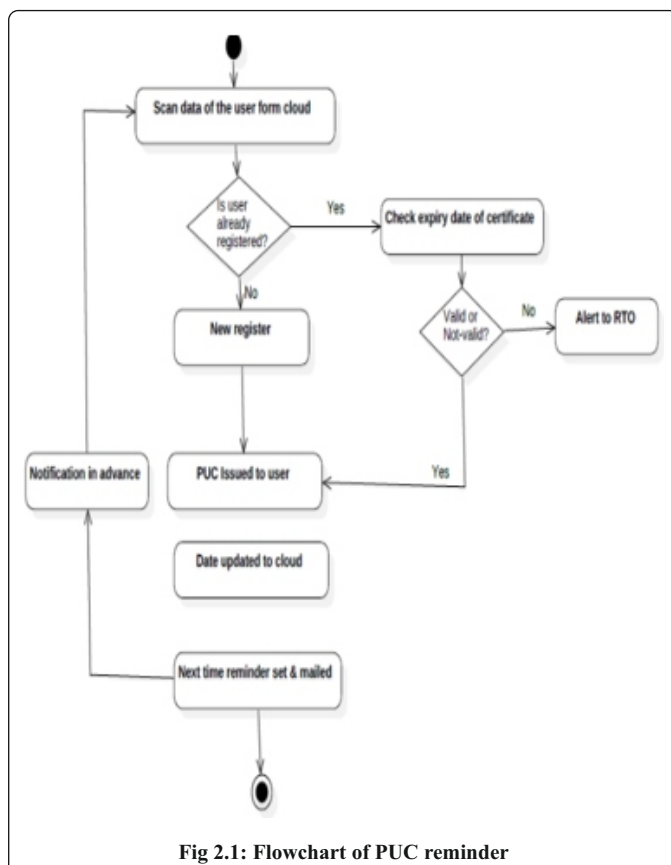 Scan data of the user form cloud
Is user
already
registered?
Yes
Check expiry date of certificate
No
New register
Valid or
Not-valid?
No
Alert to RTO
Notification in advance
PUC Issued to user
Yes
Date updated to cloud
Next time reminder set & mailed
Fig 2.1: Flowchart of PUC reminder